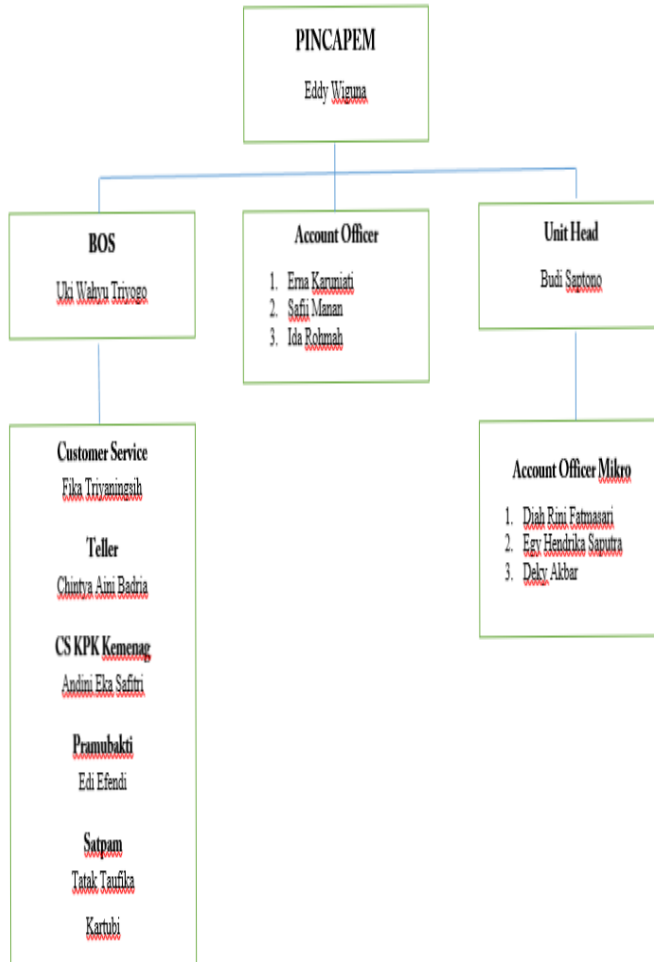 PINCAPEM
Eddy Wiguna
BOS
Uki Wahyu Triyogo
Account Officer
1. Erna Karuniati
2. Safii Manan
3. Ida Rohmah
Unit Head
Budi Saptono
Customer Service
Fika Triyaningsih
Teller
Chintya Aini Badria
CS KPK Kemenag
Andini Eka Safitri
Pramubakti
Edi Efendi
Satpam
Tatak Taufika
Kartubi
Account Officer Mikro
1. Diah Rini Fatmasari
2. Egy Hendrika Saputra
3. Deky Akbar